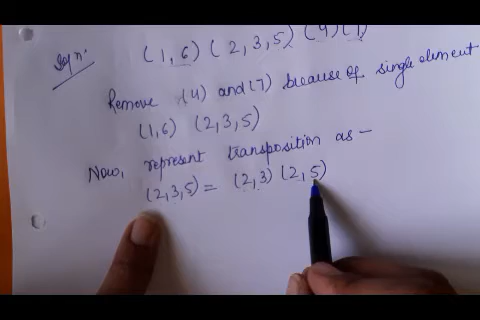 Solⁿ: (1,6) (2,3,5) (4) (7)
Remove (4) and (7) because of single element
(1,6) (2,3,5)
Now, represent transposition as -
(2,3,5) = (2,3) (2,5)